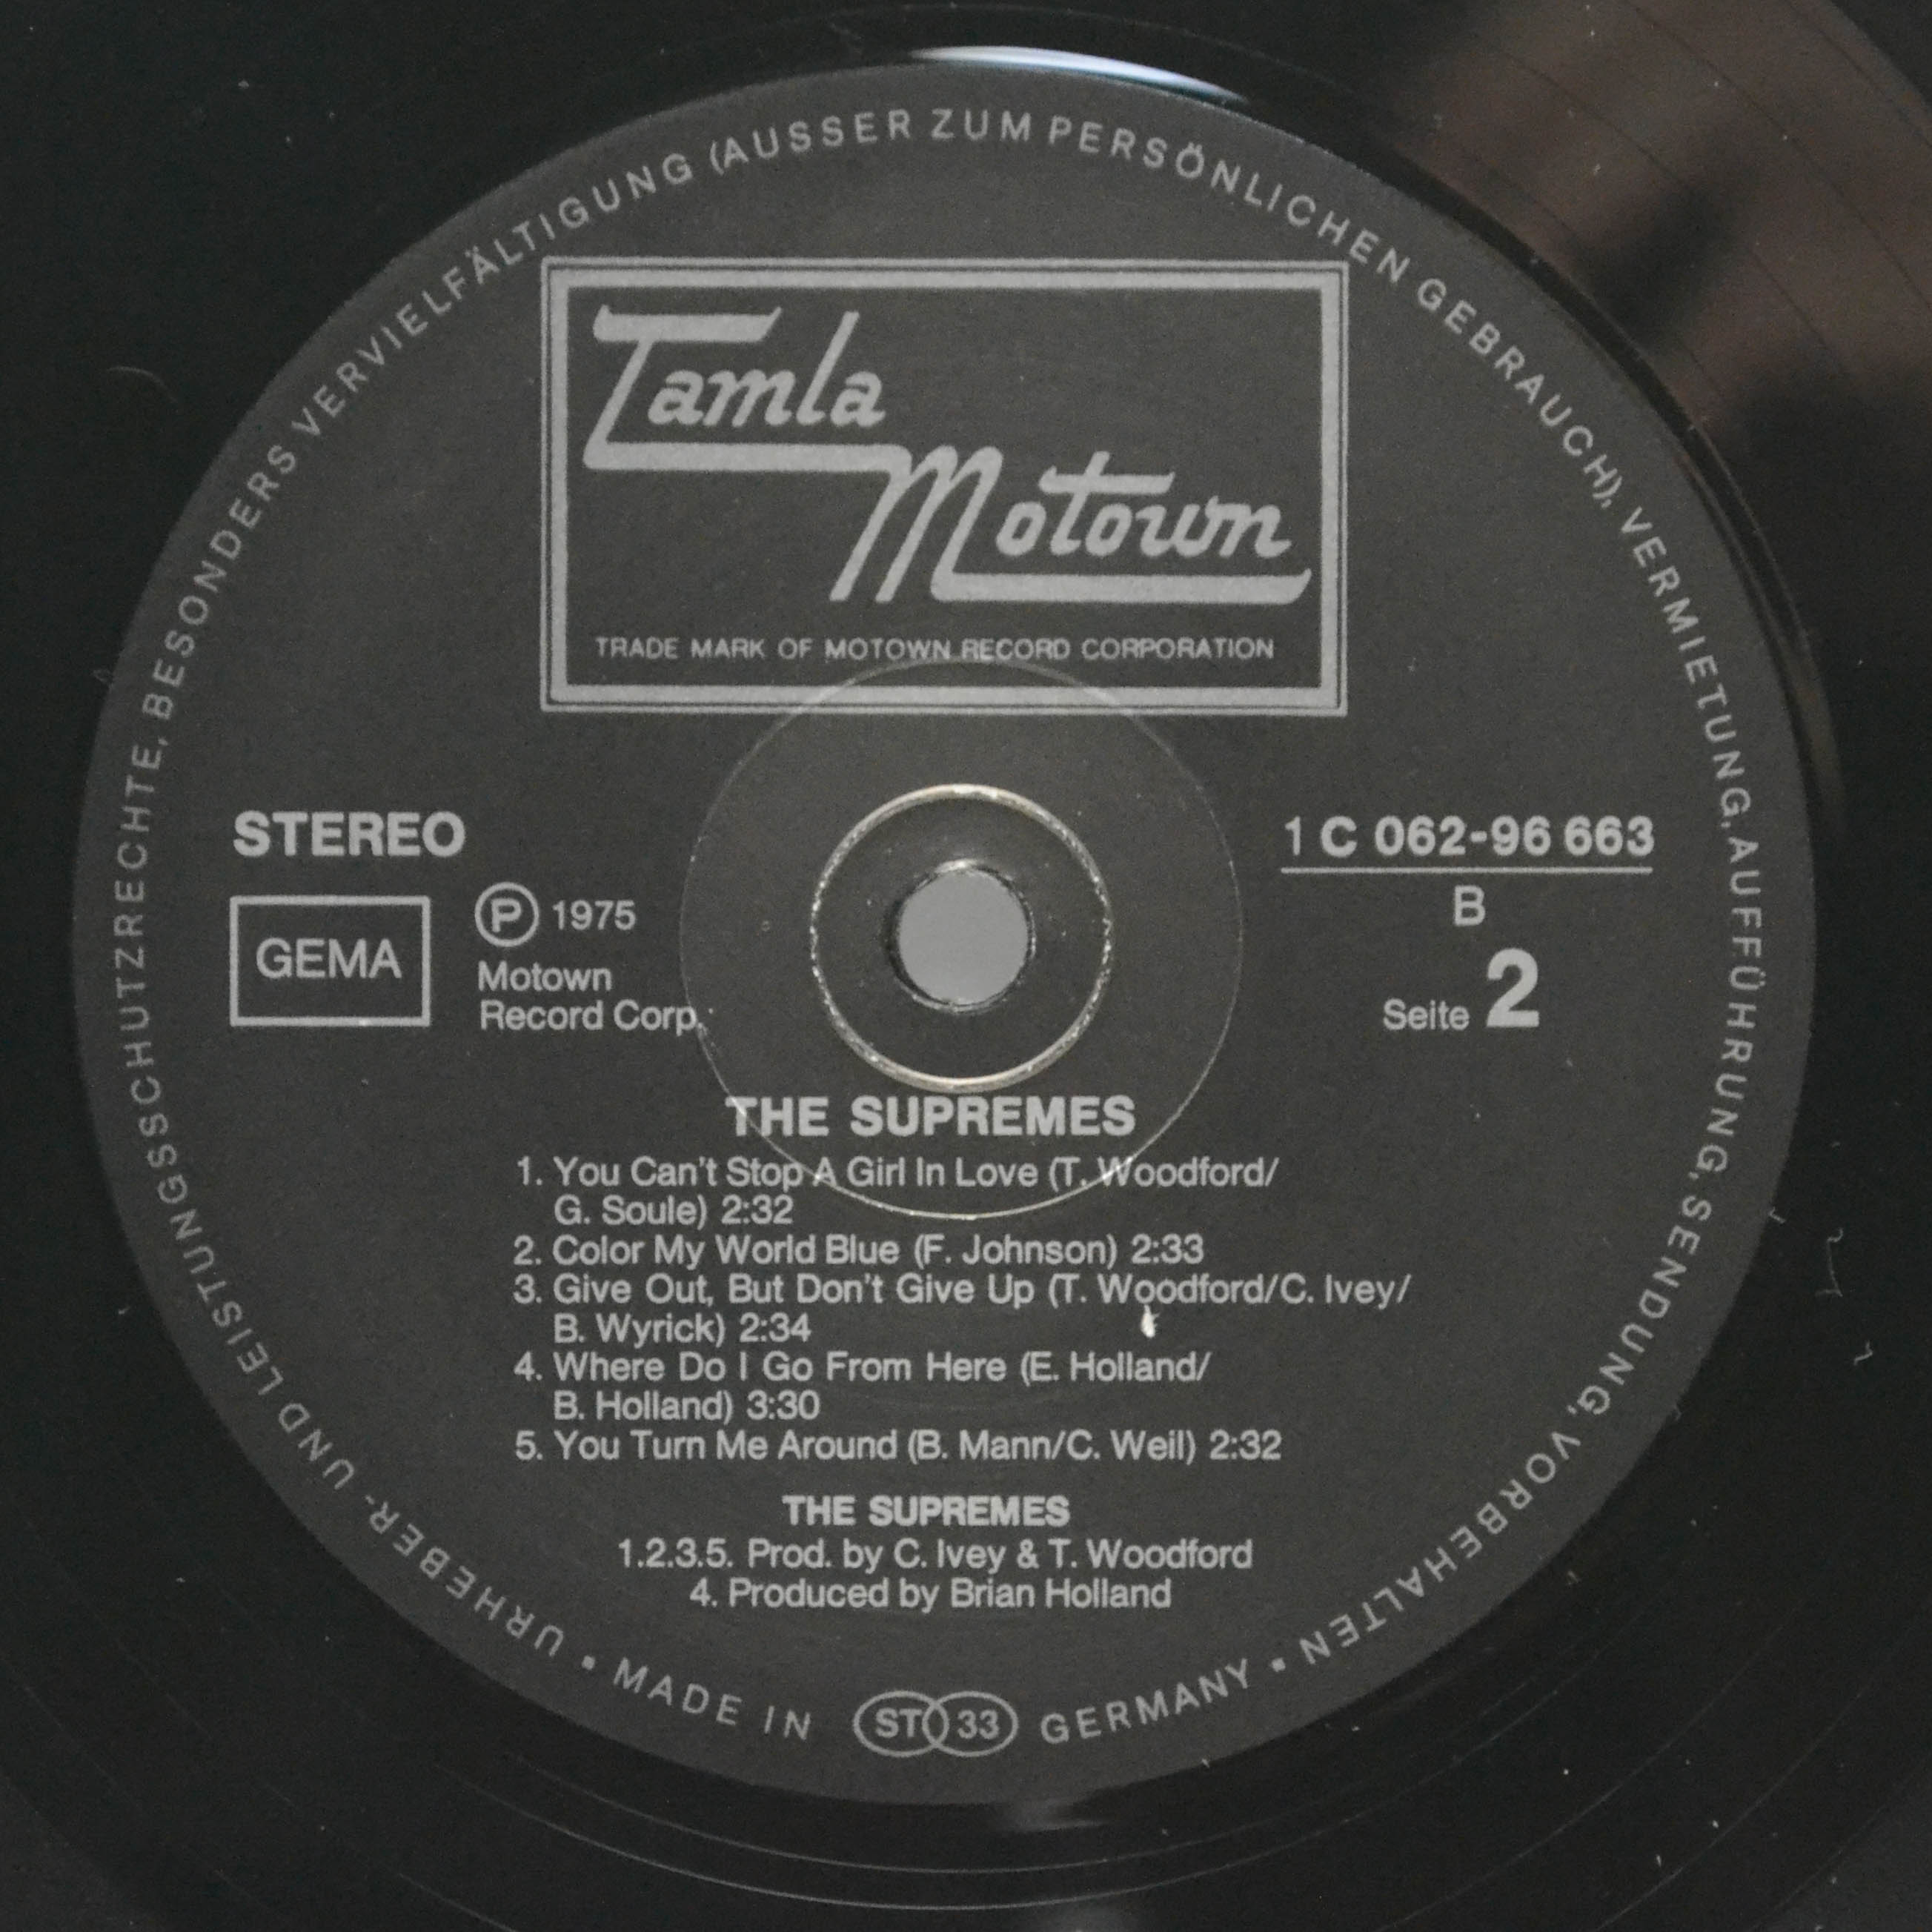 URHEBER- UND LEISTUNGSSCHUTZRECHTE, BESONDERS VERVIELFÄLTIGUNG (AUSSER ZUM PERSÖNLICHEN GEBRAUCH), VERMIETUNG, AUFFÜHRUNG, SENDUNG, VORBEHALTEN
Tamla
Motown
TRADE MARK OF MOTOWN RECORD CORPORATION
STEREO
GEMA
Ⓟ 1975
Motown
Record Corp.
1 C 062-96 663
B
Seite 2
THE SUPREMES
1. You Can't Stop A Girl In Love (T. Woodford/
G. Soule) 2:32
2. Color My World Blue (F. Johnson) 2:33
3. Give Out, But Don't Give Up (T. Woodford/C. Ivey/
B. Wyrick) 2:34
4. Where Do I Go From Here (E. Holland/
B. Holland) 3:30
5. You Turn Me Around (B. Mann/C. Weil) 2:32
THE SUPREMES
1.2.3.5. Prod. by C. Ivey & T. Woodford
4. Produced by Brian Holland
▪ MADE IN ST 33 GERMANY ▪